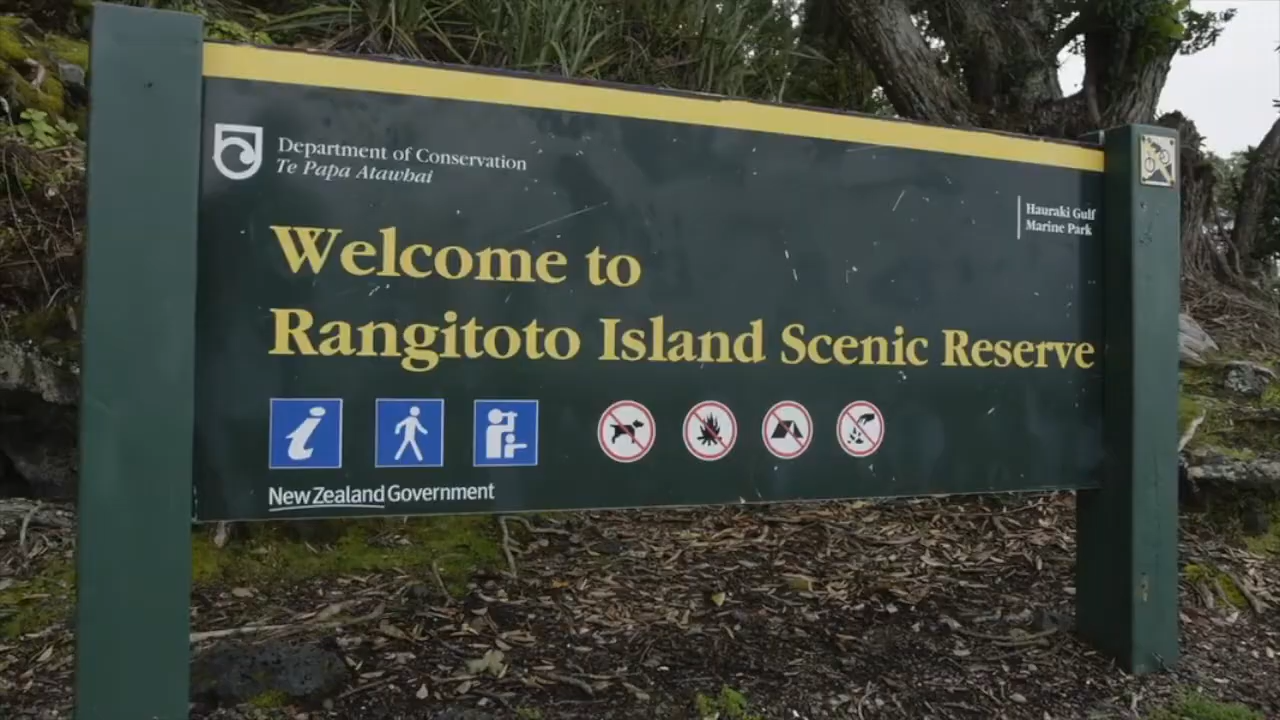 Department of Conservation
Te Papa Atawhai
Hauraki Gulf
Marine Park
Welcome to
Rangitoto Island Scenic Reserve
New Zealand Government